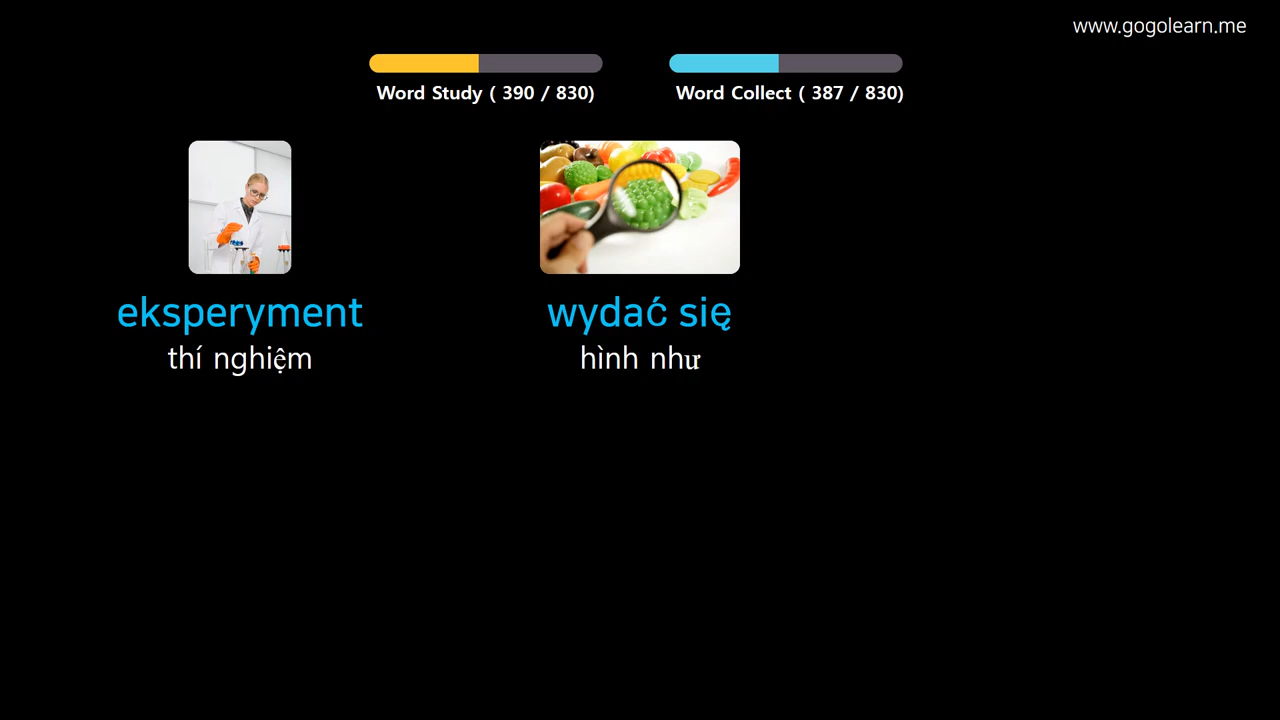 www.gogolearn.me
Word Study ( 390 / 830)
Word Collect ( 387 / 830)
eksperyment
thí nghiệm
wydać się
hình như